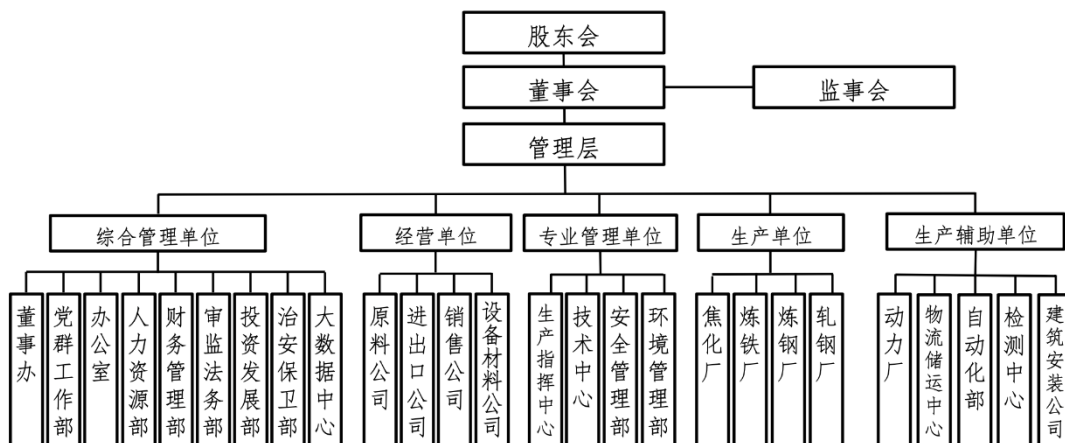 股东会
董事会
监事会
管理层
综合管理单位
经营单位
专业管理单位
生产单位
生产辅助单位
董事办
党群工作部
办公室
人力资源部
财务管理部
审监法务部
投资发展部
治安保卫部
大数据中心
原料公司
进出口公司
销售公司
设备材料公司
生产指挥中心
技术中心
安全管理部
环境管理部
焦化厂
炼铁厂
炼钢厂
轧钢厂
动力厂
物流储运中心
自动化部
检测中心
建筑安装公司